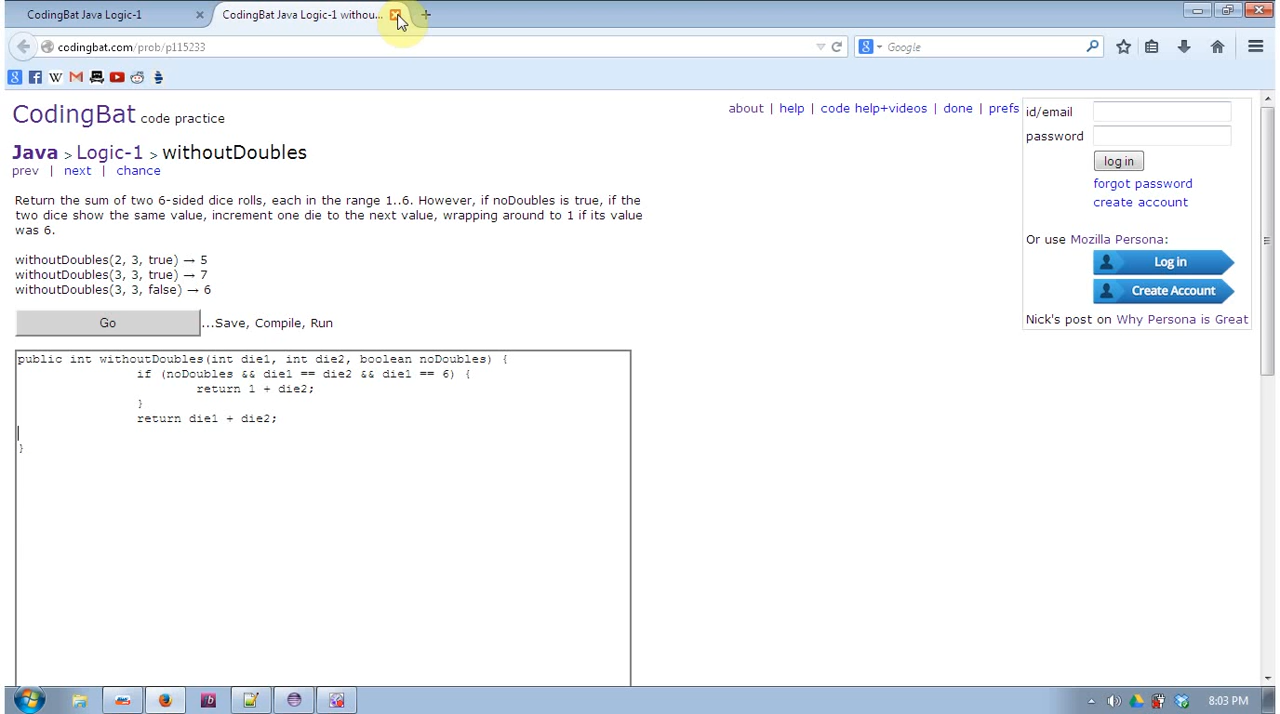 CodingBat Java Logic-1
CodingBat Java Logic-1 withou...
codingbat.com/prob/p115233
Google
CodingBat code practice
about | help | code help+videos | done | prefs
id/email
password
log in
forgot password
create account
Or use Mozilla Persona:
Log in
Create Account
Nick's post on Why Persona is Great
Java > Logic-1 > withoutDoubles
prev | next | chance
Return the sum of two 6-sided dice rolls, each in the range 1..6. However, if noDoubles is true, if the
two dice show the same value, increment one die to the next value, wrapping around to 1 if its value
was 6.
withoutDoubles(2, 3, true) → 5
withoutDoubles(3, 3, true) → 7
withoutDoubles(3, 3, false) → 6
Go
...Save, Compile, Run
public int withoutDoubles(int die1, int die2, boolean noDoubles) {
if (noDoubles && die1 == die2 && die1 == 6) {
return 1 + die2;
}
return die1 + die2;
}
8:03 PM